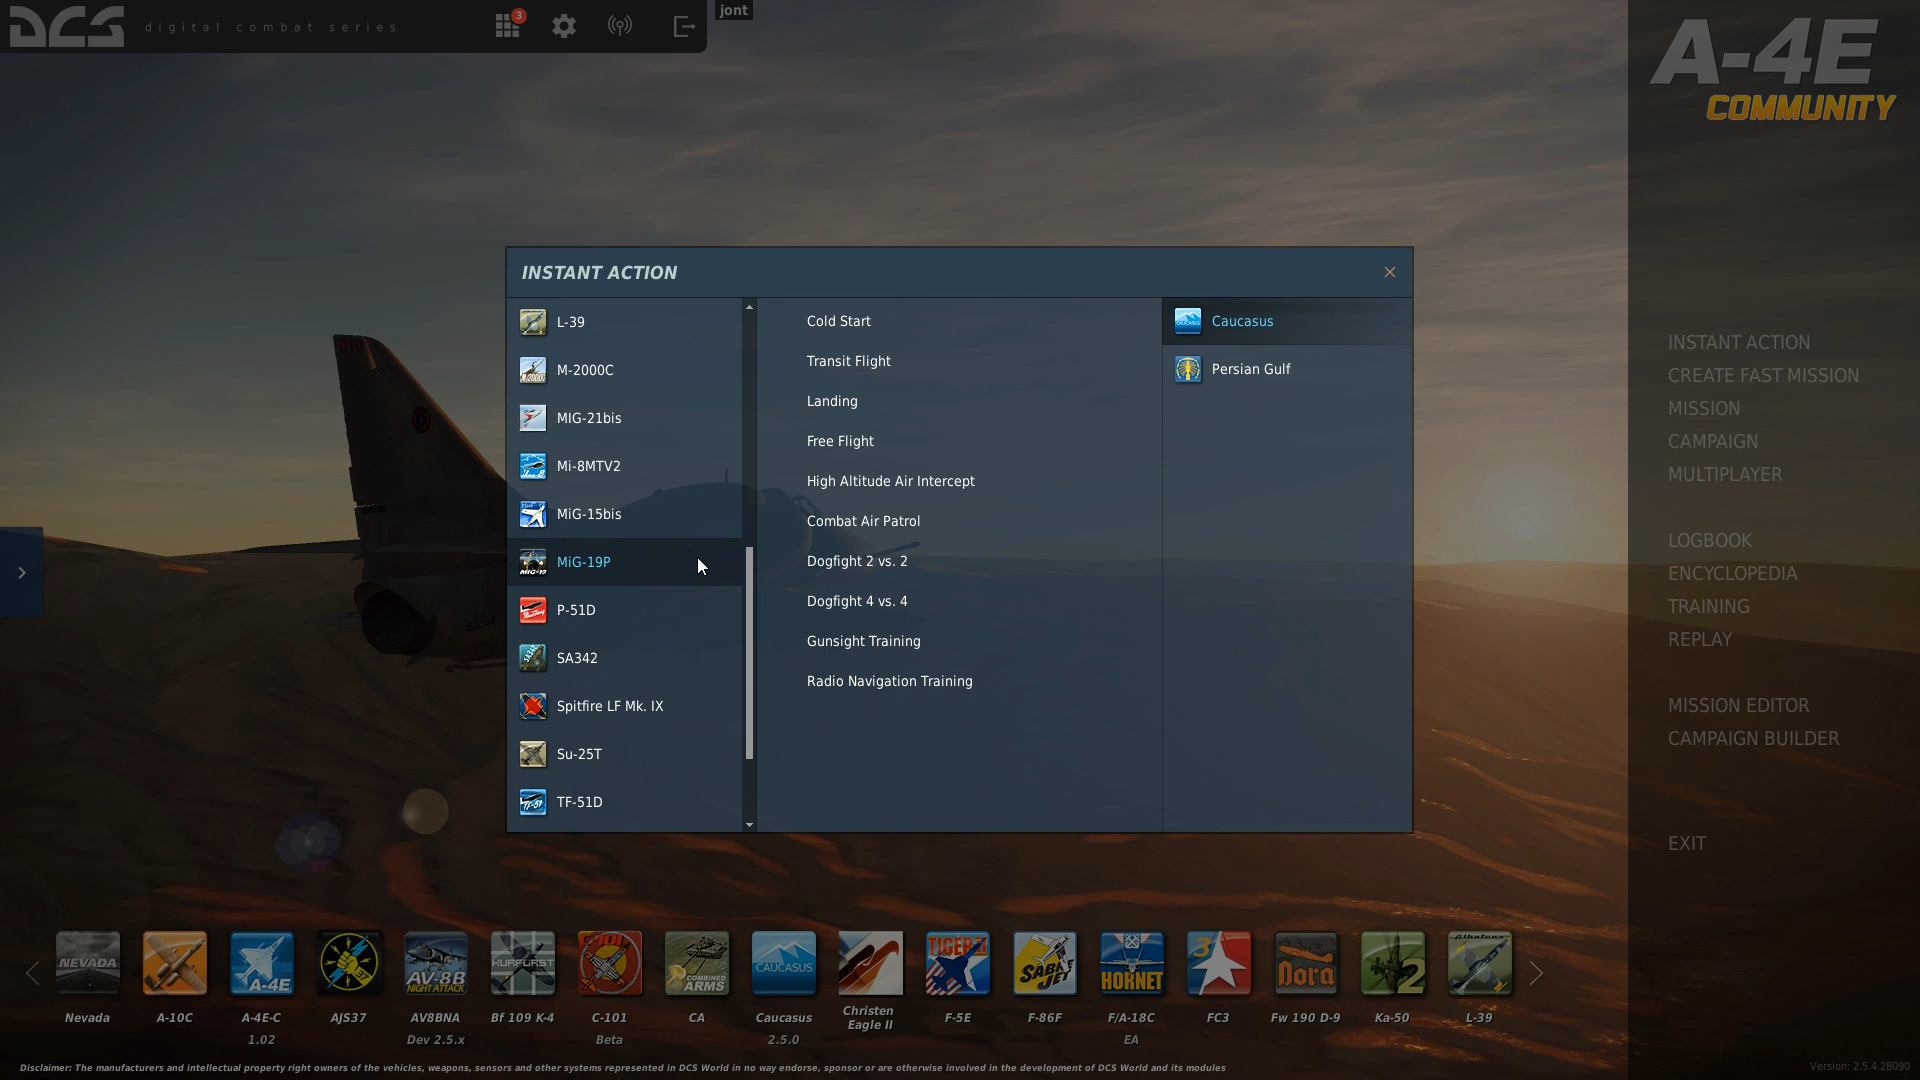 DCS digital combat series
3
jont
A-4E
COMMUNITY
INSTANT ACTION
L-39
M-2000C
MIG-21bis
Mi-8MTV2
MiG-15bis
MiG-19P
P-51D
SA342
Spitfire LF Mk. IX
Su-25T
TF-51D
Cold Start
Transit Flight
Landing
Free Flight
High Altitude Air Intercept
Combat Air Patrol
Dogfight 2 vs. 2
Dogfight 4 vs. 4
Gunsight Training
Radio Navigation Training
Caucasus
Persian Gulf
INSTANT ACTION
CREATE FAST MISSION
MISSION
CAMPAIGN
MULTIPLAYER
LOGBOOK
ENCYCLOPEDIA
TRAINING
REPLAY
MISSION EDITOR
CAMPAIGN BUILDER
EXIT
NEVADA
A-4E
AV-8B
NIGHT ATTACK
KURFÜRST
C-101
COMBINED
ARMS
CAUCASUS
TIGER II
SABRE
JET
HORNET
3
Dora
2
Albatros
Nevada
A-10C
A-4E-C
1.02
AJS37
AV8BNA
Dev 2.5.x
Bf 109 K-4
C-101
Beta
CA
Caucasus
2.5.0
Christen
Eagle II
F-5E
F-86F
F/A-18C
EA
FC3
Fw 190 D-9
Ka-50
L-39
Disclaimer: The manufacturers and intellectual property right owners of the vehicles, weapons, sensors and other systems represented in DCS World in no way endorse, sponsor or are otherwise involved in the development of DCS World and its modules
Version: 2.5.4.28090